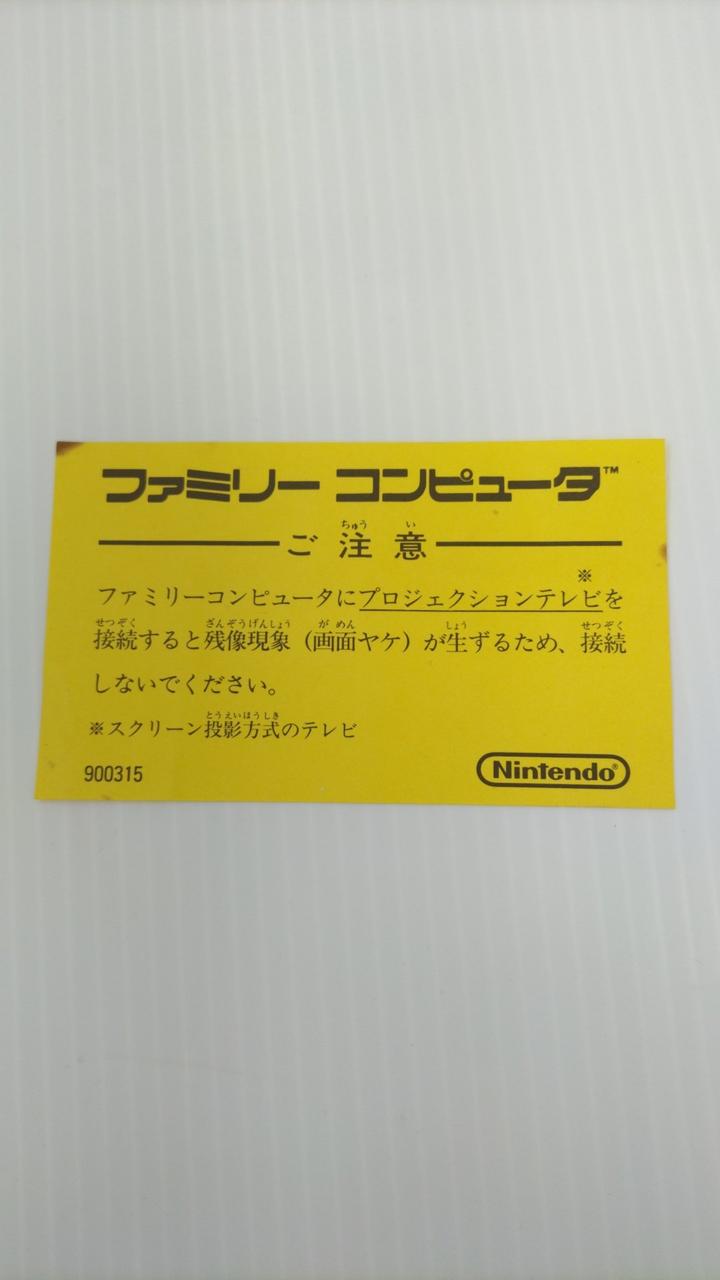 ファミリー コンピュータ™
ご注意
ファミリーコンピュータにプロジェクションテレビ※を
接続すると残像現象（画面ヤケ）が生ずるため、接続
しないでください。
※スクリーン投影方式のテレビ
900315
Nintendo®